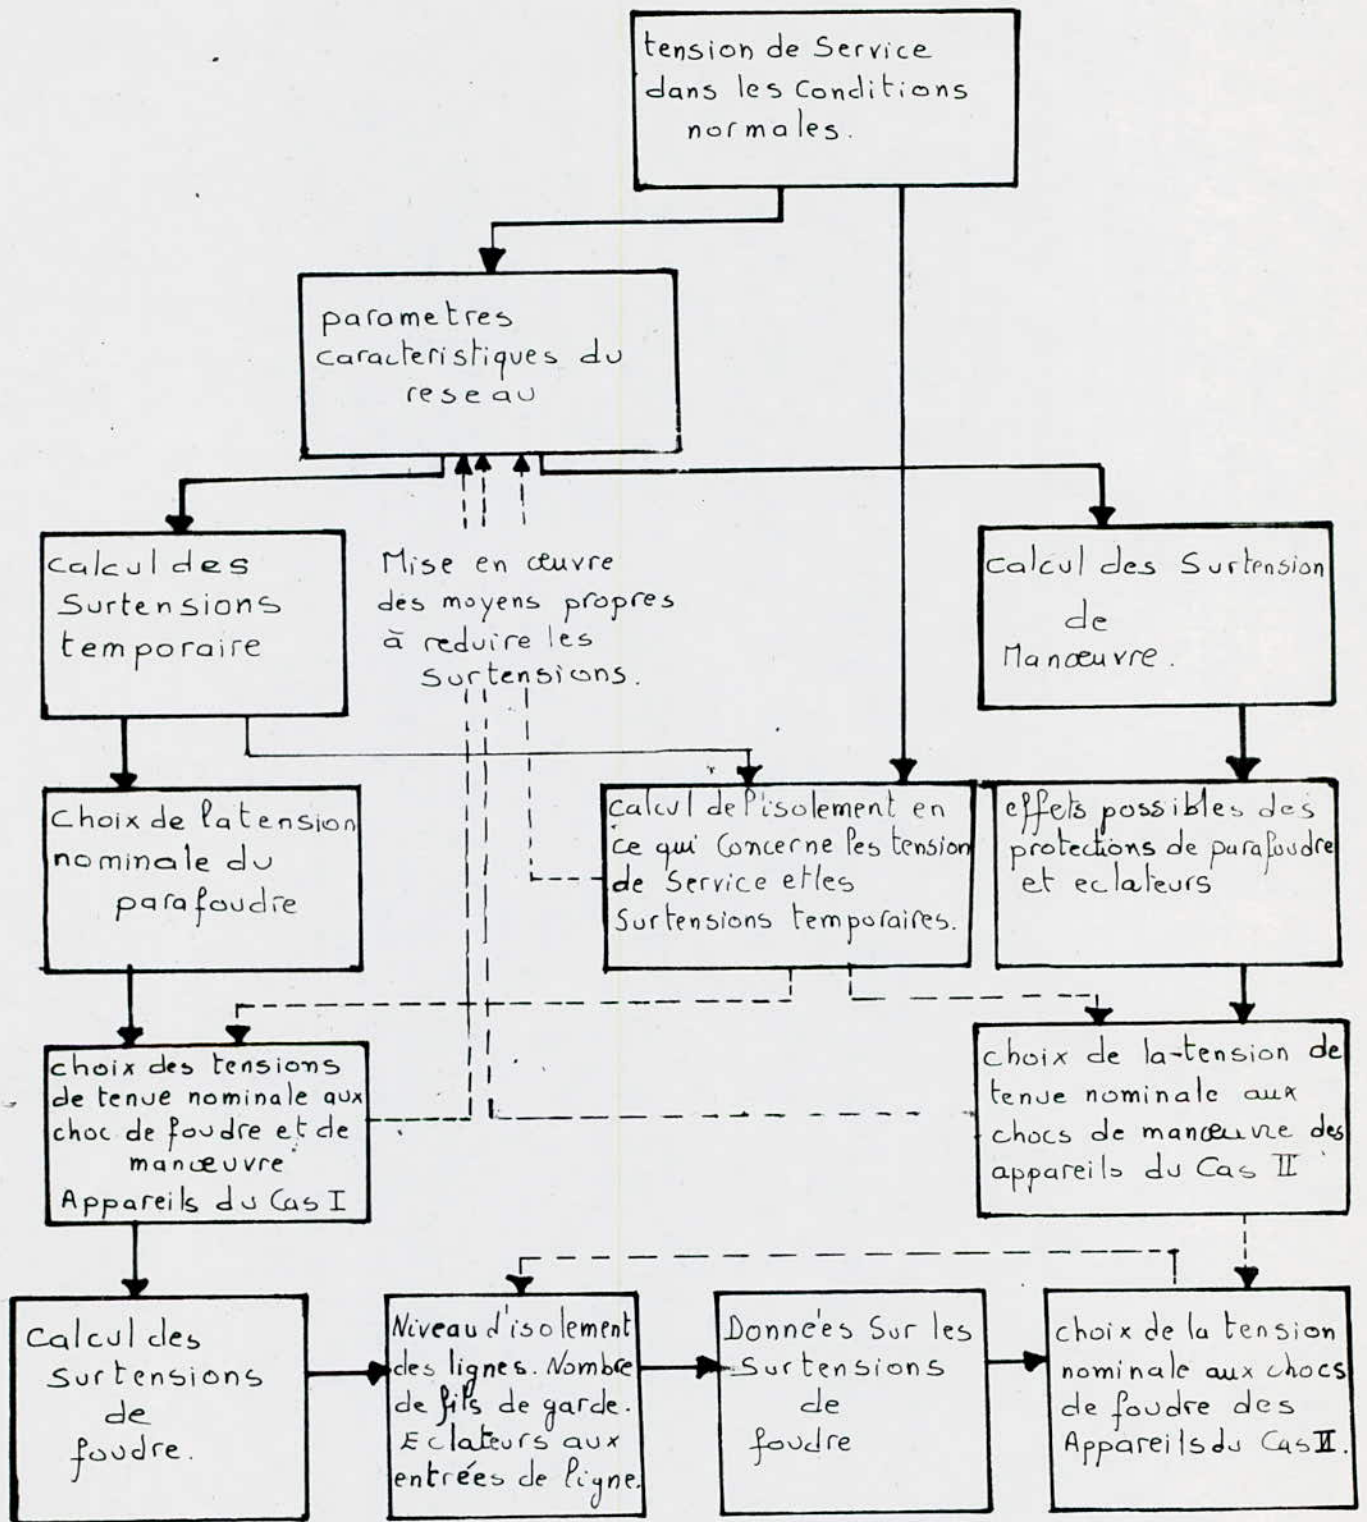 tension de Service
dans les Conditions
normales.
parametres
caracteristiques du
reseau
Calcul des
Surtensions
temporaire
Mise en œuvre
des moyens propres
à reduire les
Surtensions.
Calcul des Surtension
de
Manœuvre.
Choix de la tension
nominale du
parafoudre
Calcul de l'isolement en
ce qui Concerne les tension
de Service et les
Surtensions temporaires.
effets possibles des
protections de parafoudre
et eclateurs
choix des tensions
de tenue nominale aux
choc de foudre et de
manœuvre
Appareils du Cas I
choix de la-tension de
tenue nominale aux
chocs de manœuvre des
appareils du Cas II
Calcul des
Surtensions
de
foudre.
Niveau d'isolement
des lignes. Nombre
de fils de garde.
Eclateurs aux
entrées de ligne.
Données Sur les
Surtensions
de
foudre
choix de la tension
nominale aux chocs
de foudre des
Appareils du Cas II.